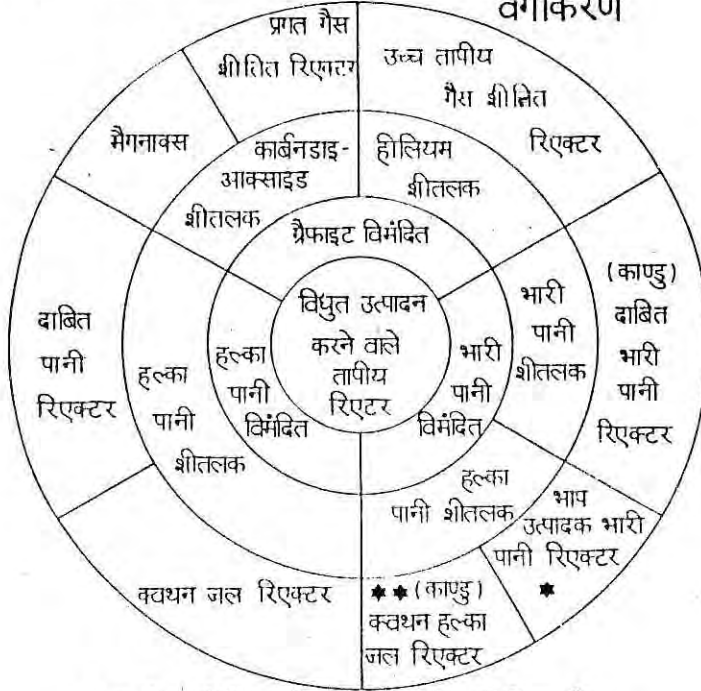 वर्गीकरण
प्रगत गैस
शीतित रिएक्टर
उच्च तापीय
गैस शीतित
रिएक्टर
मैगनाक्स
कार्बनडाइ-
आक्साइड
शीतलक
हीलियम
शीतलक
ग्रैफाइट विमंदित
विधुत उत्पादन
करने वाले
तापीय
रिएटर
(काण्डु)
दाबित
भारी
पानी
रिएक्टर
भारी
पानी
शीतलक
भारी
पानी
विमंदित
हल्का
पानी
विमंदित
हल्का
पानी
शीतलक
दाबित
पानी
रिएक्टर
हल्का
पानी शीतलक
भाप
उत्पादक भारी
पानी रिएक्टर
*
क्वथन जल रिएक्टर
** (काण्डु)
क्वथन हल्का
जल रिएक्टर